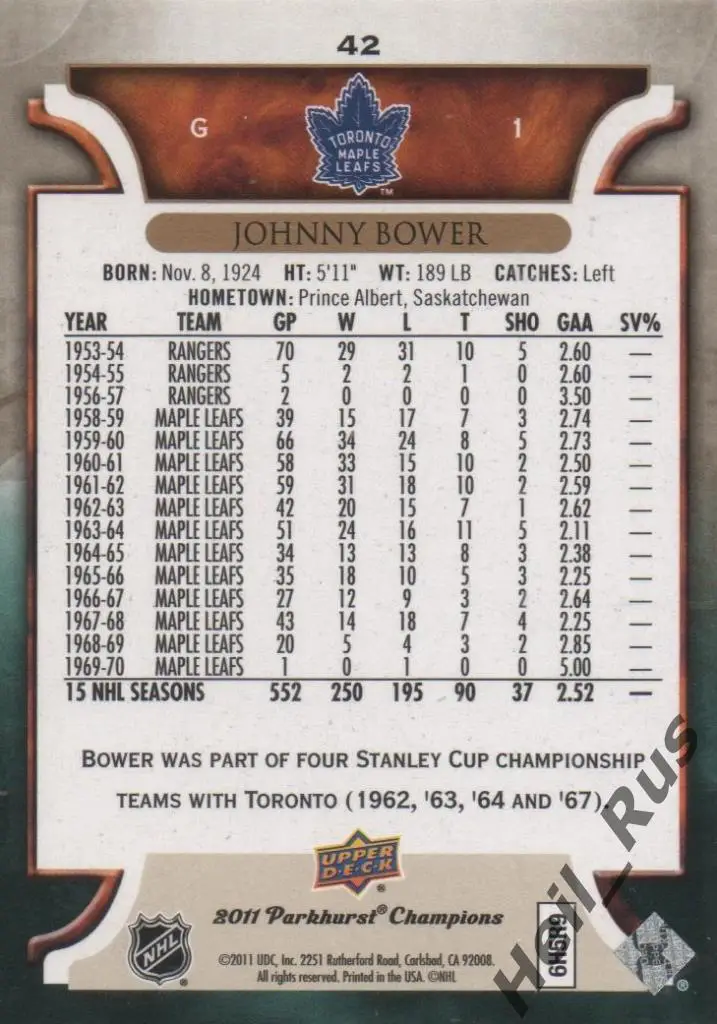 42
G 1
TORONTO
MAPLE
LEAFS
™
JOHNNY BOWER
BORN: Nov. 8, 1924 HT: 5'11" WT: 189 LB CATCHES: Left
HOMETOWN: Prince Albert, Saskatchewan
YEAR TEAM GP W L T SHO GAA SV%
1953-54 RANGERS 70 29 31 10 5 2.60 —
1954-55 RANGERS 5 2 2 1 0 2.60 —
1956-57 RANGERS 2 0 0 0 0 3.50 —
1958-59 MAPLE LEAFS 39 15 17 7 3 2.74 —
1959-60 MAPLE LEAFS 66 34 24 8 5 2.73 —
1960-61 MAPLE LEAFS 58 33 15 10 2 2.50 —
1961-62 MAPLE LEAFS 59 31 18 10 2 2.59 —
1962-63 MAPLE LEAFS 42 20 15 7 1 2.62 —
1963-64 MAPLE LEAFS 51 24 16 11 5 2.11 —
1964-65 MAPLE LEAFS 34 13 13 8 3 2.38 —
1965-66 MAPLE LEAFS 35 18 10 5 3 2.25 —
1966-67 MAPLE LEAFS 27 12 9 3 2 2.64 —
1967-68 MAPLE LEAFS 43 14 18 7 4 2.25 —
1968-69 MAPLE LEAFS 20 5 4 3 2 2.85 —
1969-70 MAPLE LEAFS 1 0 1 0 0 5.00 —
15 NHL SEASONS 552 250 195 90 37 2.52 —
BOWER WAS PART OF FOUR STANLEY CUP CHAMPIONSHIP
TEAMS WITH TORONTO (1962, '63, '64 AND '67).
UPPER
D·E·C·K
®
2011 Parkhurst® Champions
NHL ®
©2011 UDC, Inc. 2251 Rutherford Road, Carlsbad, CA 92008.
All rights reserved. Printed in the USA. ©NHL
6H5R9
®
Heil_Rus